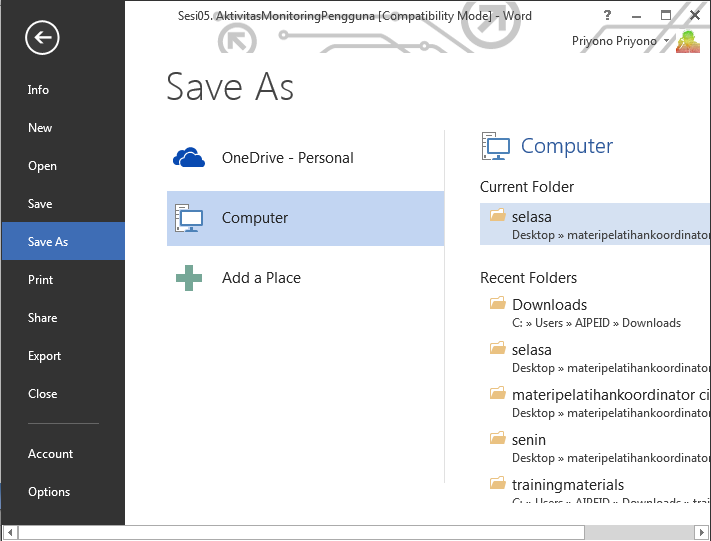 Sesi05. AktivitasMonitoringPengguna [Compatibility Mode] - Word
?
Priyono Priyono
Info
New
Open
Save
Save As
Print
Share
Export
Close
Account
Options
Save As
OneDrive - Personal
Computer
Add a Place
Computer
Current Folder
selasa
Desktop » materipelatihankoordinator
Recent Folders
Downloads
C: » Users » AIPEID » Downloads
selasa
Desktop » materipelatihankoordinator
materipelatihankoordinator ci
Desktop » materipelatihankoordinator
senin
Desktop » materipelatihankoordinator
trainingmaterials
C: » Users » AIPEID » Downloads » trai